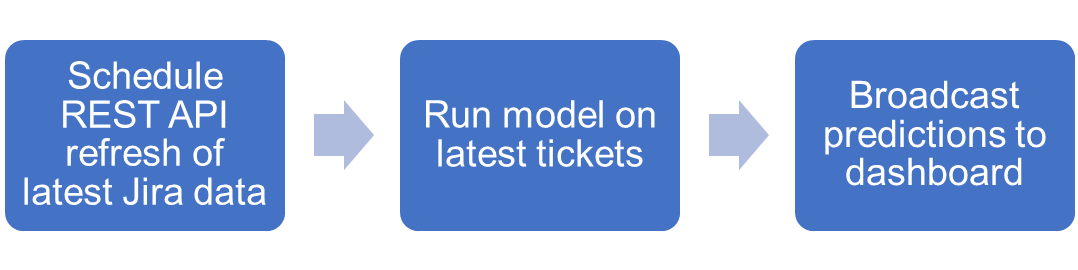 Schedule
REST API
refresh of
latest Jira data
Run model on
latest tickets
Broadcast
predictions to
dashboard